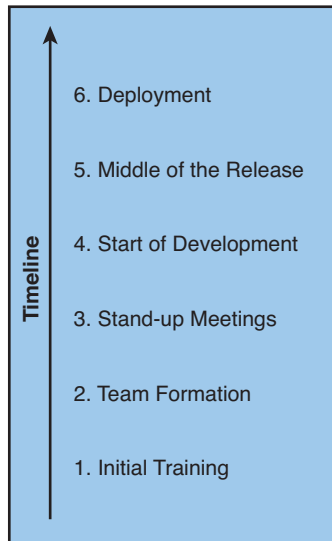 6. Deployment
5. Middle of the Release
4. Start of Development
3. Stand-up Meetings
2. Team Formation
1. Initial Training
Timeline